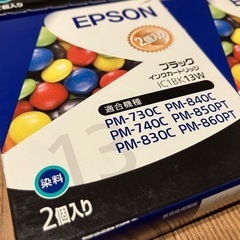 EPSON
2個入り
ブラック
インクカートリッジ
IC1BK13W
適合機種
PM-730C PM-840C
PM-740C PM-850PT
PM-830C PM-860PT
13
染料
2個入り